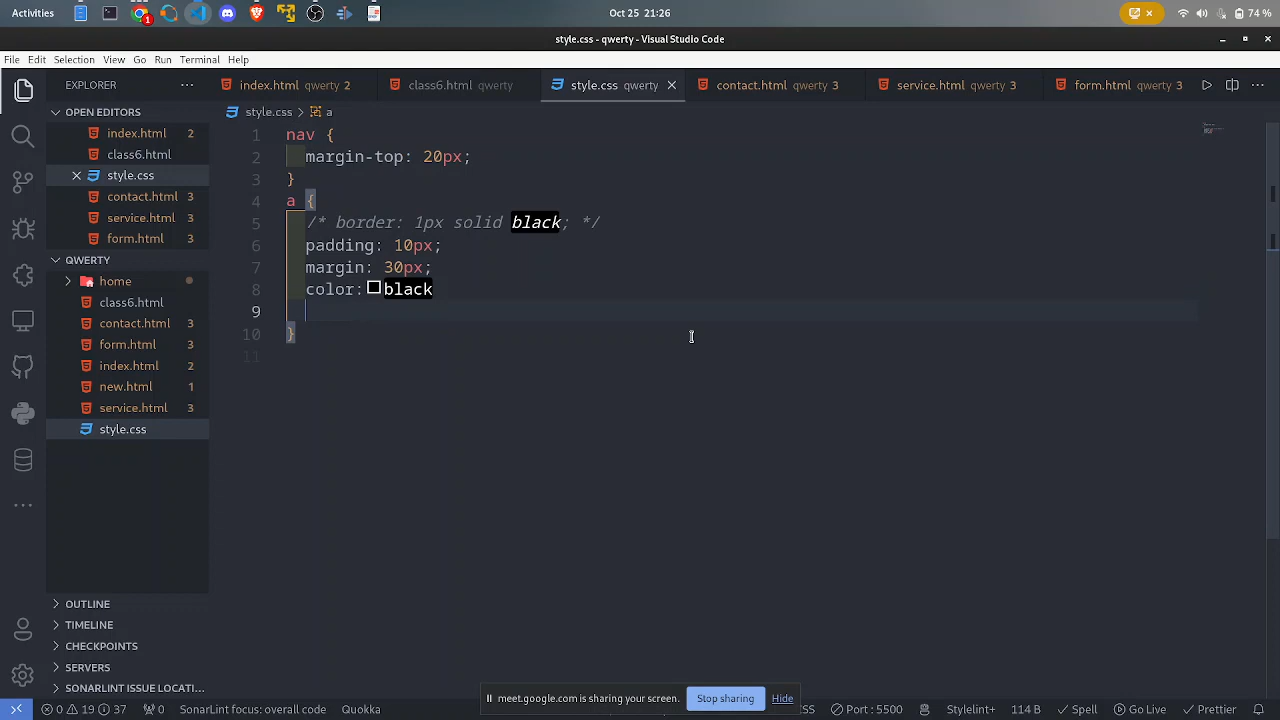 Activities
1
Oct 25 21:26
74 %
style.css - qwerty - Visual Studio Code
File Edit Selection View Go Run Terminal Help
EXPLORER
index.html qwerty 2
class6.html qwerty
style.css qwerty
contact.html qwerty 3
service.html qwerty 3
form.html qwerty 3
OPEN EDITORS
index.html 2
class6.html
style.css
contact.html 3
service.html 3
form.html 3
QWERTY
home
class6.html
contact.html 3
form.html 3
index.html 2
new.html 1
service.html 3
style.css
OUTLINE
TIMELINE
CHECKPOINTS
SERVERS
SONARLINT ISSUE LOCATI...
style.css > a
1 nav {
2 margin-top: 20px;
3 }
4 a {
5 /* border: 1px solid black; */
6 padding: 10px;
7 margin: 30px;
8 color: black
9
10 }
11
meet.google.com is sharing your screen. Stop sharing Hide
0 19 37 0 SonarLint focus: overall code Quokka SS Port : 5500 Stylelint+ 114 B Spell Go Live Prettier